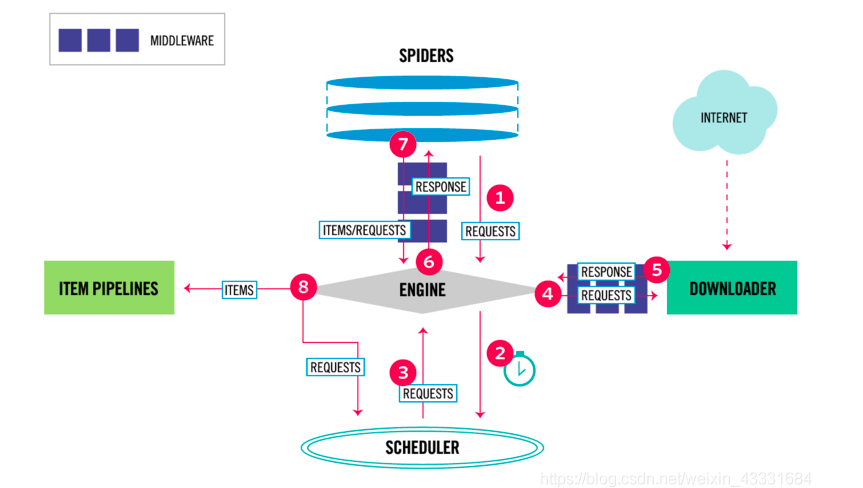 MIDDLEWARE
SPIDERS
INTERNET
7
RESPONSE
1
ITEMS/REQUESTS
REQUESTS
6
ITEM PIPELINES
ITEMS
8
ENGINE
4
RESPONSE
REQUESTS
5
DOWNLOADER
2
REQUESTS
3
REQUESTS
SCHEDULER
https://blog.csdn.net/weixin_43331684